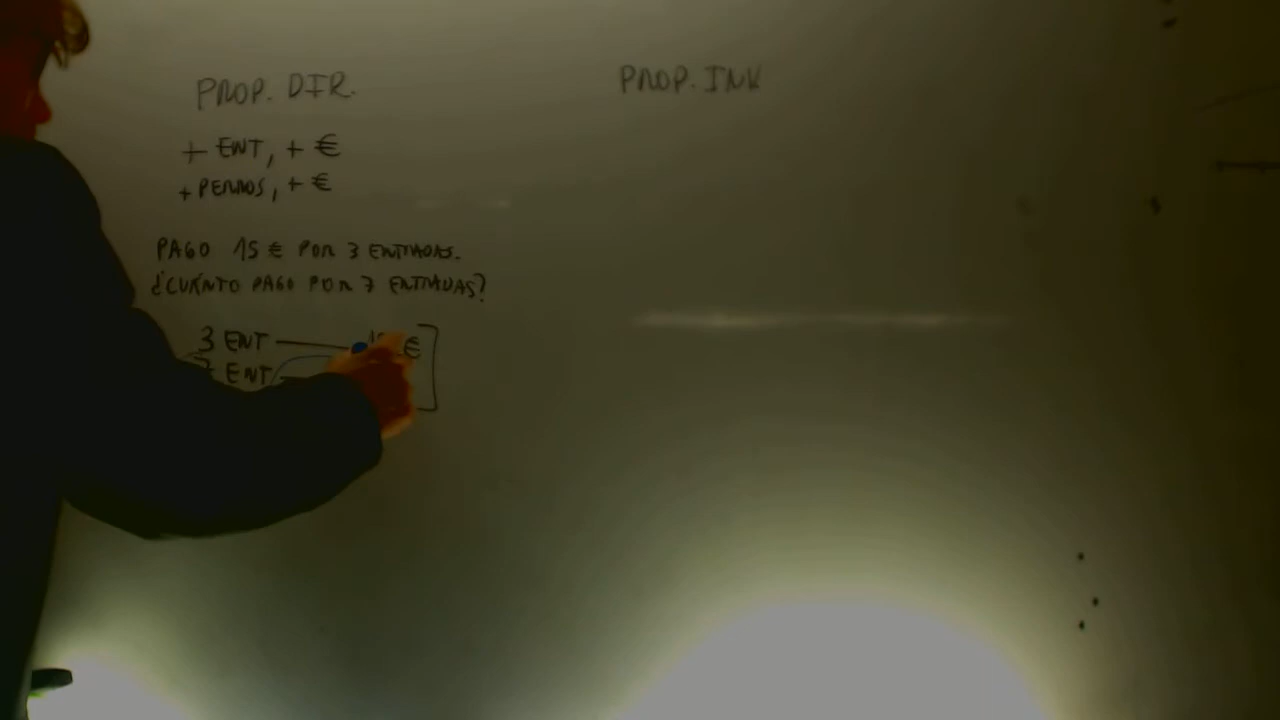 PROP. DIR.
+ ENT, + €
+ PERROS, + €
PAGO 15 € POR 3 ENTRADAS.
¿CUÁNTO PAGO POR 7 ENTRADAS?
3 ENT €
ENT
PROP. INV